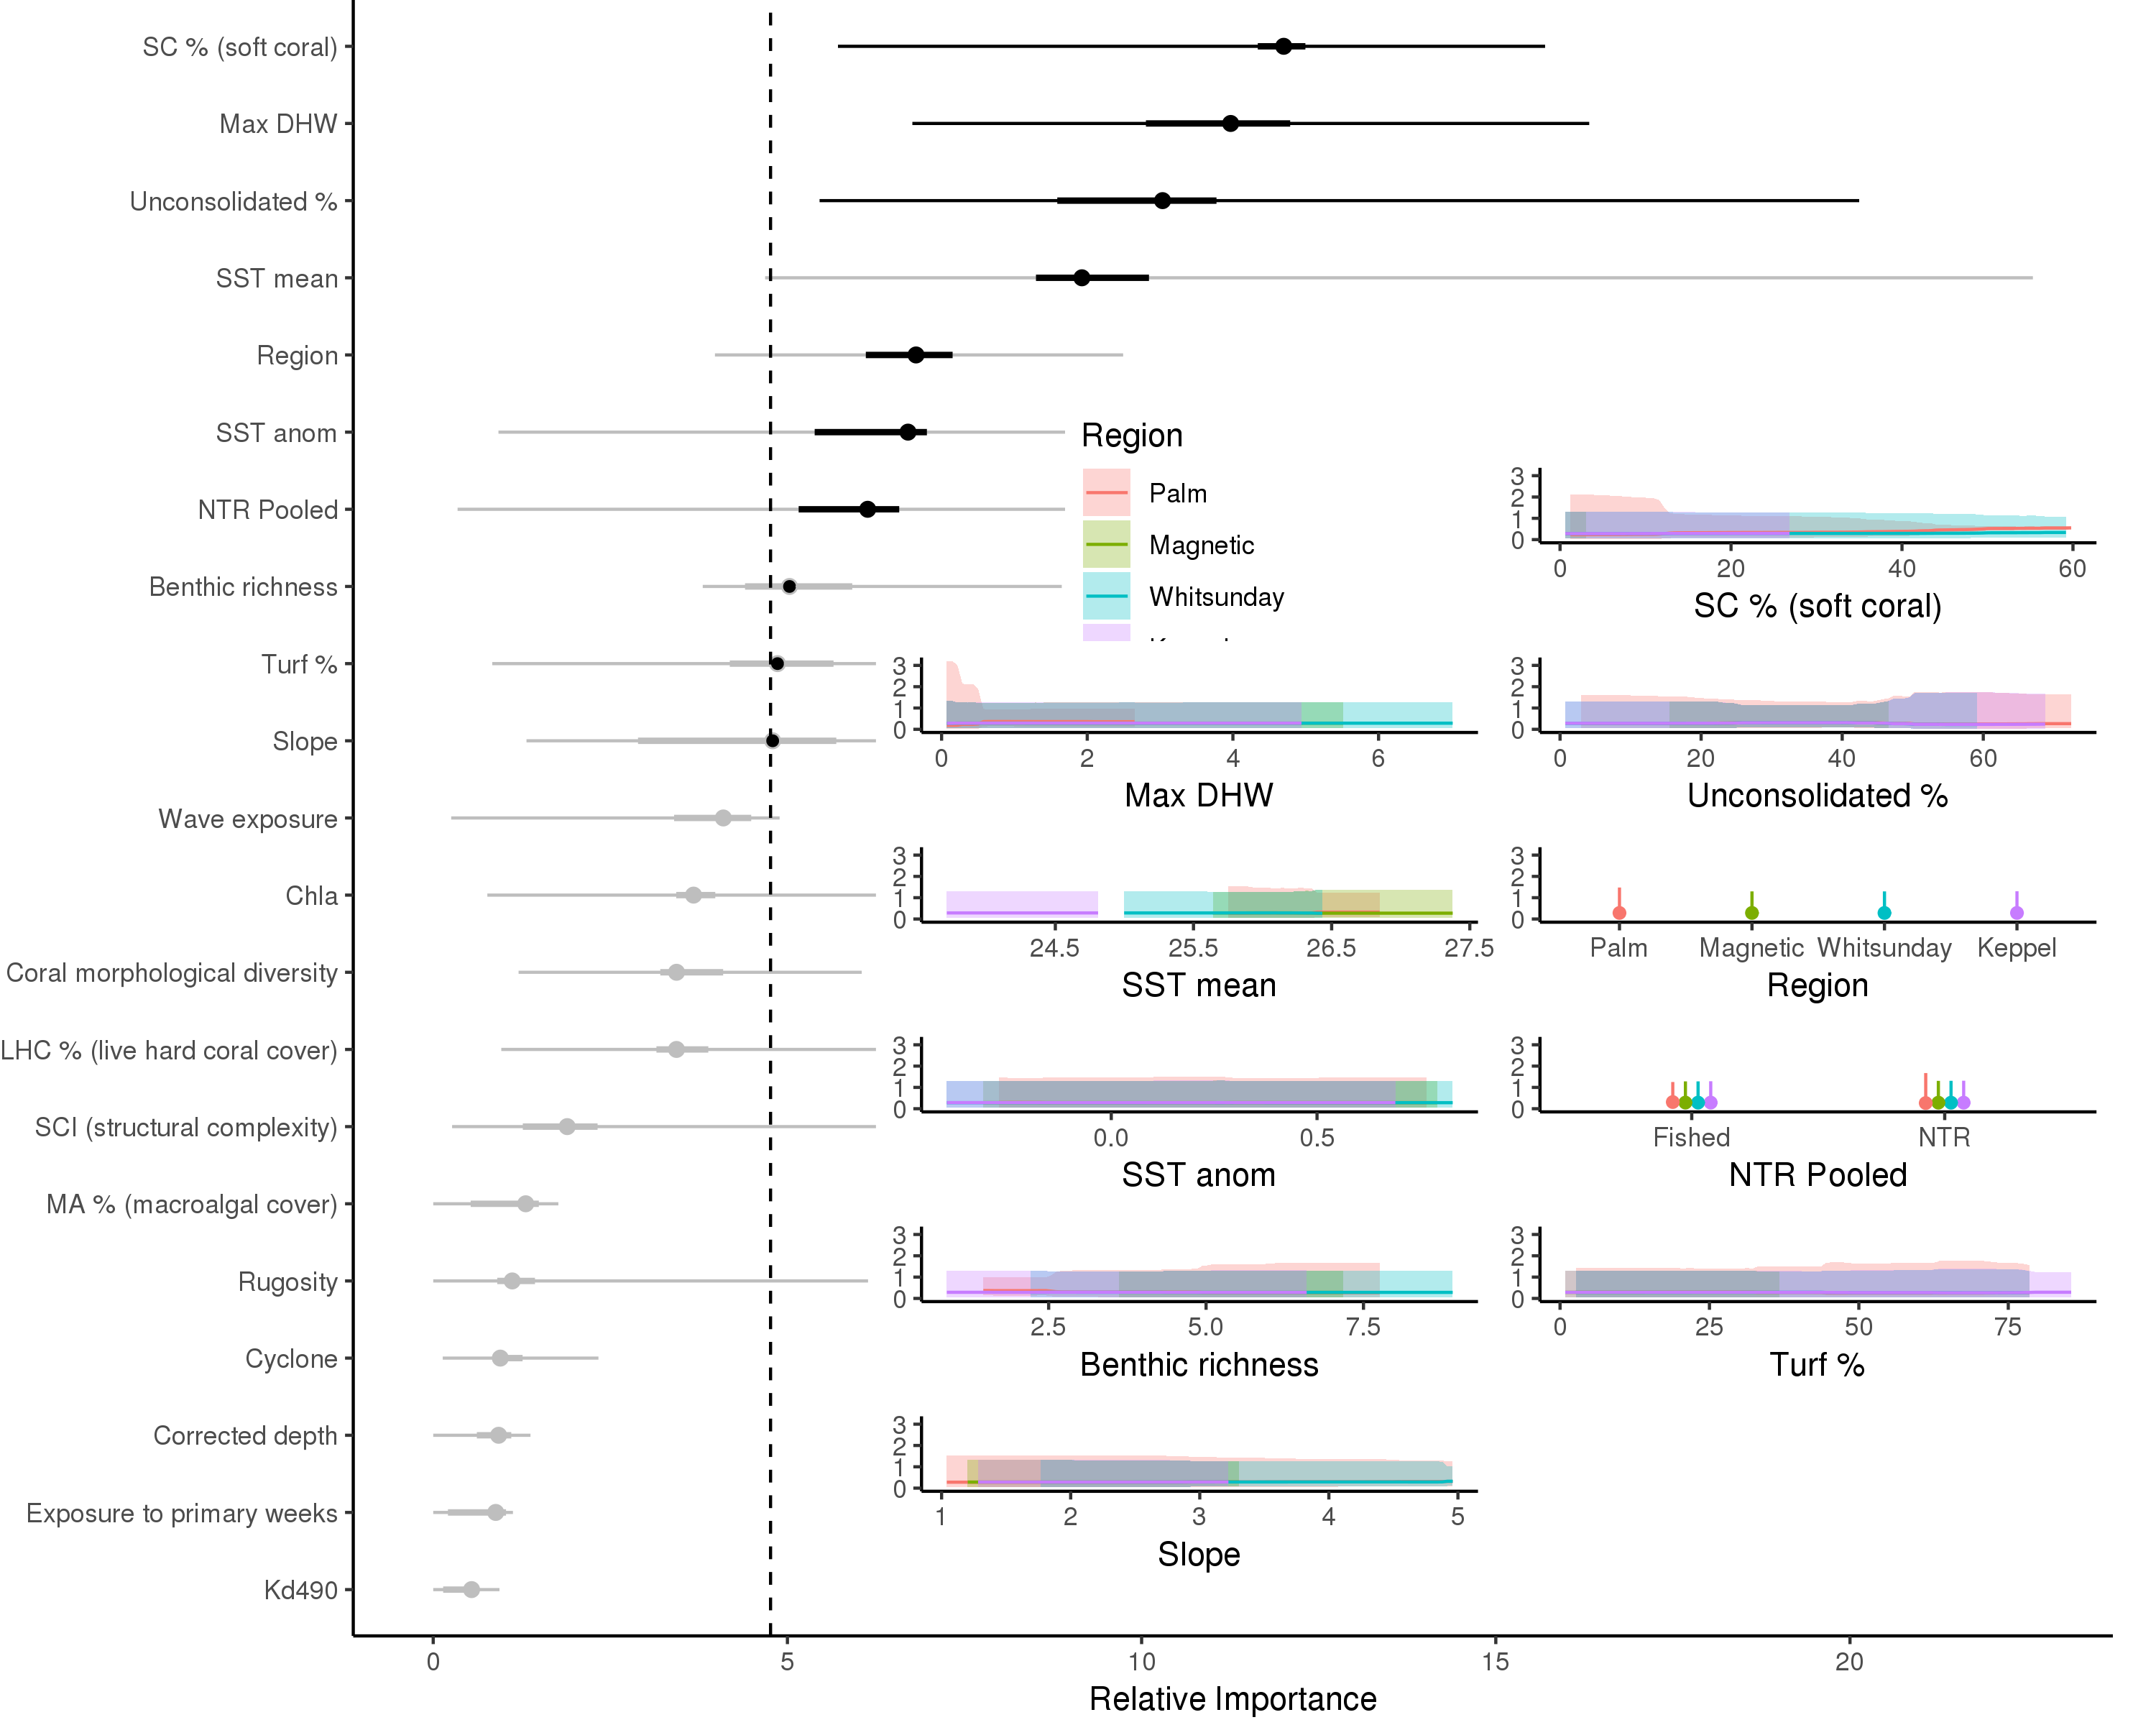 SC % (soft coral)
Max DHW
Unconsolidated %
SST mean
Region
SST anom
NTR Pooled
Benthic richness
Turf %
Slope
Wave exposure
Chla
Coral morphological diversity
LHC % (live hard coral cover)
SCI (structural complexity)
MA % (macroalgal cover)
Rugosity
Cyclone
Corrected depth
Exposure to primary weeks
Kd490
0 5 10 15 20
Relative Importance
Region
Palm
Magnetic
Whitsunday
3
2
1
0
0 20 40 60
SC % (soft coral)
3
2
1
0
0 2 4 6
Max DHW
3
2
1
0
0 20 40 60
Unconsolidated %
3
2
1
0
24.5 25.5 26.5 27.5
SST mean
3
2
1
0
Palm Magnetic Whitsunday Keppel
Region
3
2
1
0
0.0 0.5
SST anom
3
2
1
0
Fished NTR
NTR Pooled
3
2
1
0
2.5 5.0 7.5
Benthic richness
3
2
1
0
0 25 50 75
Turf %
3
2
1
0
1 2 3 4 5
Slope